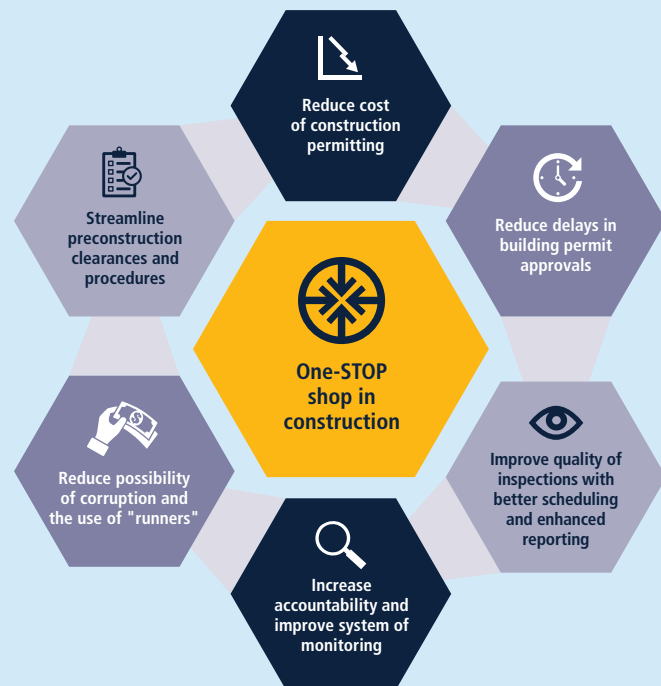 Reduce cost
of construction
permitting
Reduce delays in
building permit
approvals
Improve quality of
inspections with
better scheduling
and enhanced
reporting
Increase
accountability and
improve system of
monitoring
Reduce possibility
of corruption and
the use of "runners"
Streamline
preconstruction
clearances and
procedures
One-STOP
shop in
construction